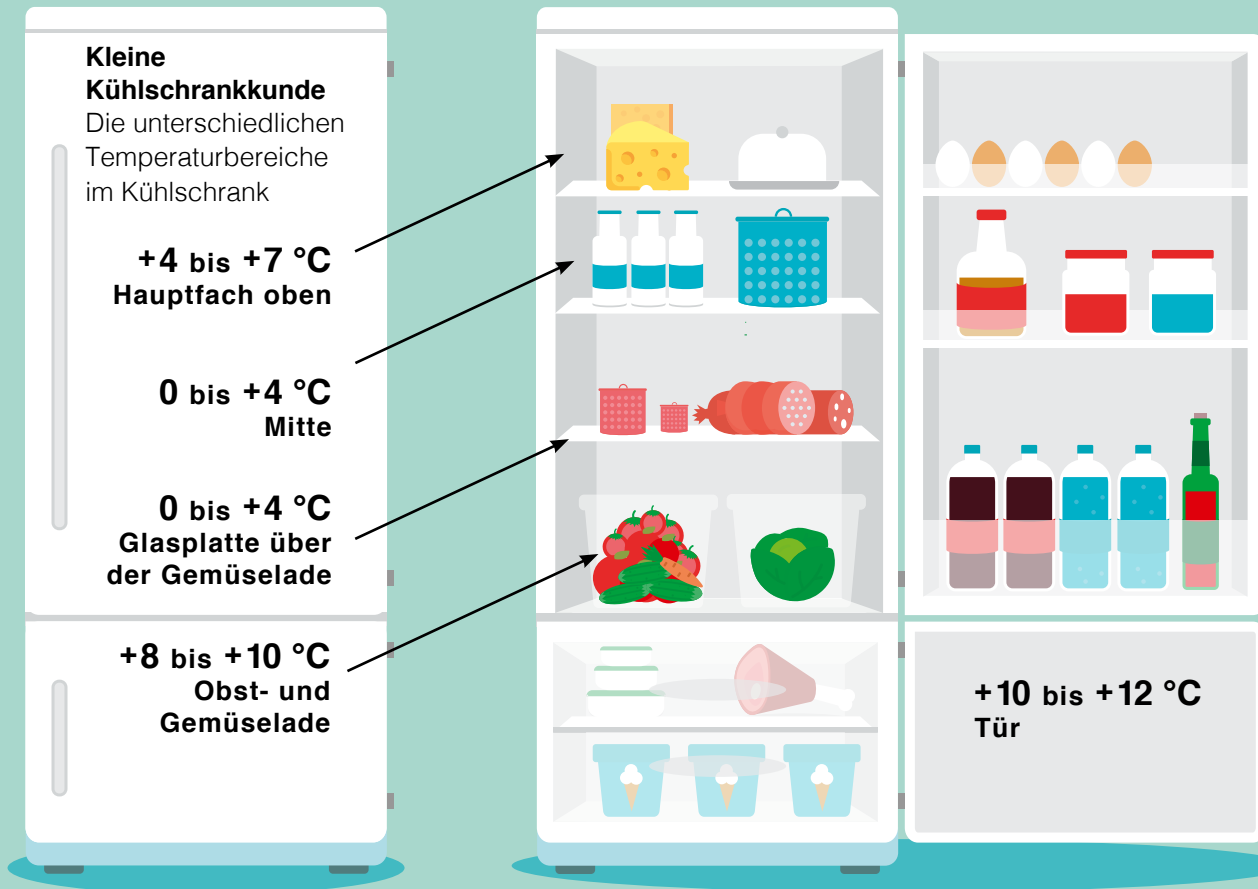 Kleine
Kühlschrankkunde
Die unterschiedlichen
Temperaturbereiche
im Kühlschrank
+4 bis +7 °C
Hauptfach oben
0 bis +4 °C
Mitte
0 bis +4 °C
Glasplatte über
der Gemüselade
+8 bis +10 °C
Obst- und
Gemüselade
+10 bis +12 °C
Tür